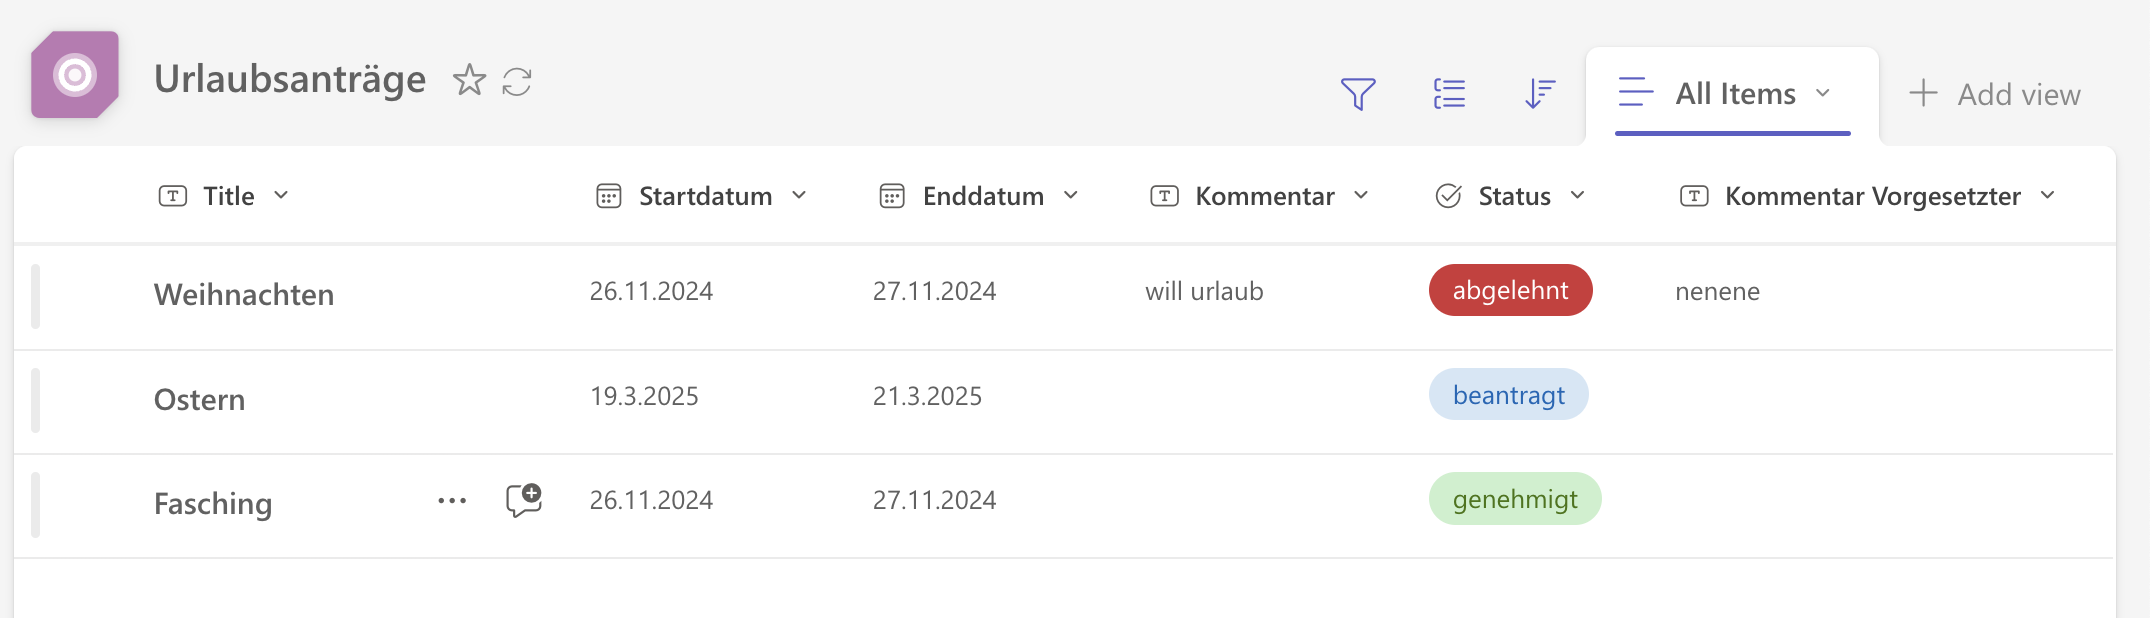 Urlaubsanträge
All Items
Add view
Title Startdatum Enddatum Kommentar Status Kommentar Vorgesetzter
Weihnachten 26.11.2024 27.11.2024 will urlaub abgelehnt nenene
Ostern 19.3.2025 21.3.2025 beantragt
Fasching 26.11.2024 27.11.2024 genehmigt